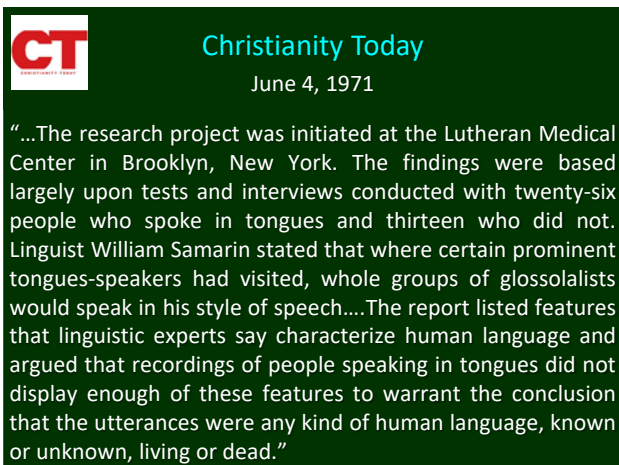 CT
CHRISTIANITY TODAY
Christianity Today
June 4, 1971
“…The research project was initiated at the Lutheran Medical
Center in Brooklyn, New York. The findings were based
largely upon tests and interviews conducted with twenty-six
people who spoke in tongues and thirteen who did not.
Linguist William Samarin stated that where certain prominent
tongues-speakers had visited, whole groups of glossolalists
would speak in his style of speech….The report listed features
that linguistic experts say characterize human language and
argued that recordings of people speaking in tongues did not
display enough of these features to warrant the conclusion
that the utterances were any kind of human language, known
or unknown, living or dead.”